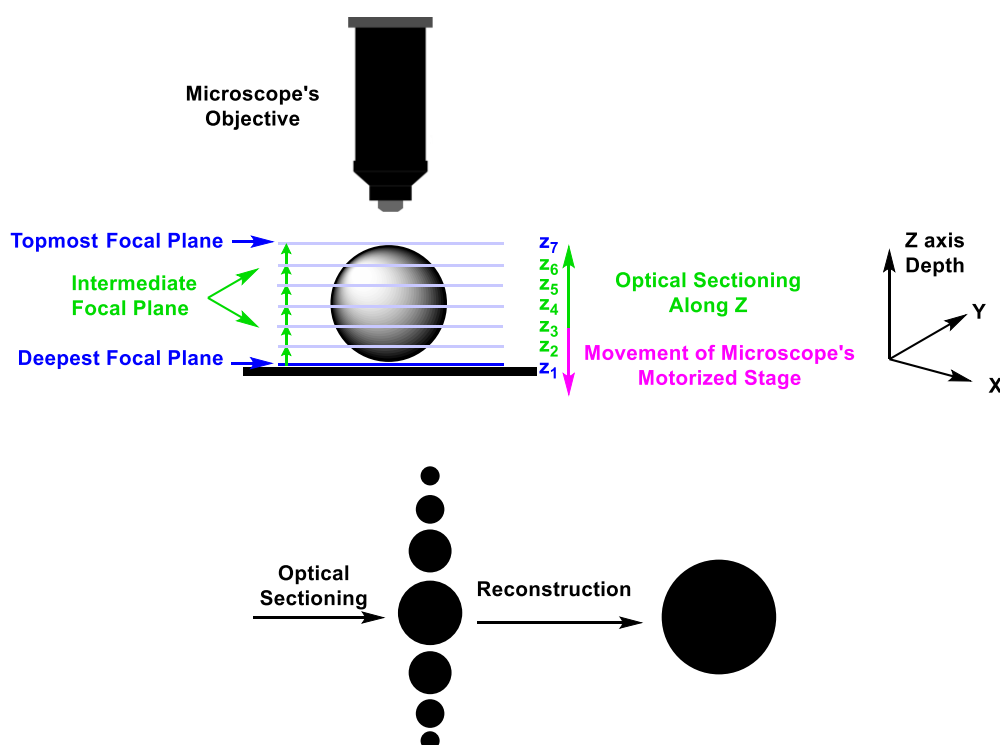 Microscope's
Objective
Topmost Focal Plane
Intermediate
Focal Plane
Deepest Focal Plane
z7
z6
z5
z4
z3
z2
z1
Optical Sectioning
Along Z
Movement of Microscope's
Motorized Stage
Z axis
Depth
Y
X
Optical
Sectioning
Reconstruction